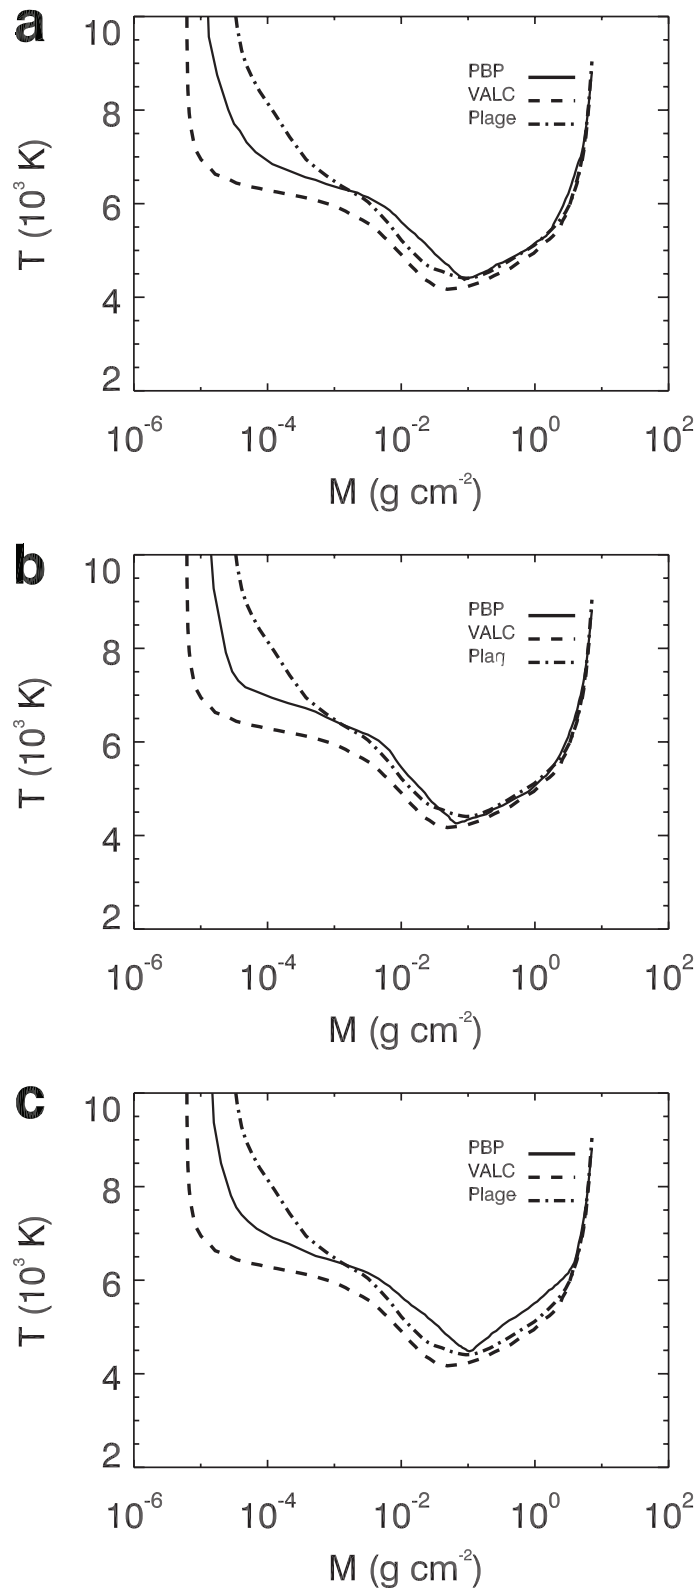 a
10
8
6
4
2
T (10³ K)
PBP
VALC
Plage
10⁻⁶ 10⁻⁴ 10⁻² 10⁰ 10²
M (g cm⁻²)
b
10
8
6
4
2
T (10³ K)
PBP
VALC
10⁻⁶ 10⁻⁴ 10⁻² 10⁰ 10²
M (g cm⁻²)
c
10
8
6
4
2
T (10³ K)
PBP
VALC
Plage
10⁻⁶ 10⁻⁴ 10⁻² 10⁰ 10²
M (g cm⁻²)